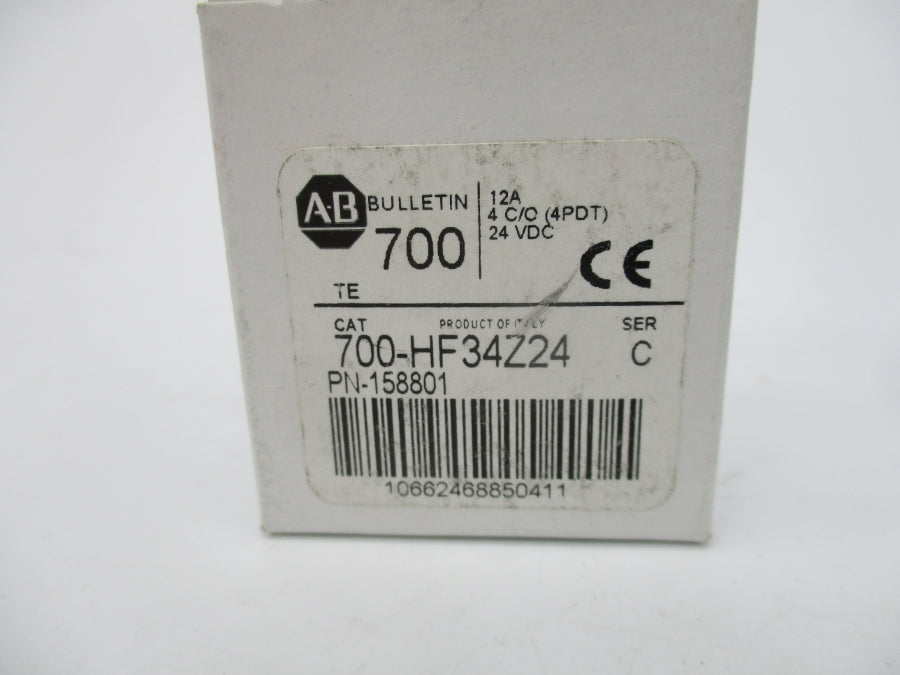 A-B
BULLETIN
700
12A
4 C/O (4PDT)
24 VDC
CE
TE
CAT
PRODUCT OF ITALY
SER
700-HF34Z24
C
PN-158801
10662468850411